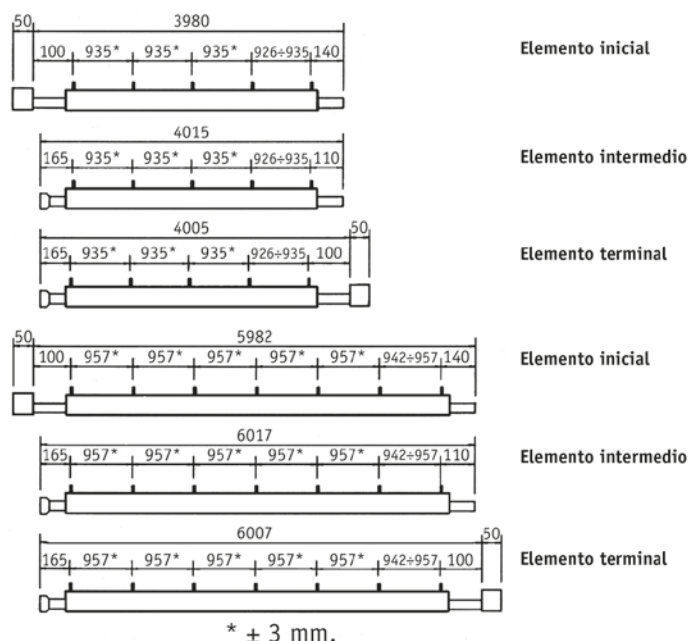 50 3980
100 935* 935* 935* 926÷935 140
Elemento inicial
4015
165 935* 935* 935* 926÷935 110
Elemento intermedio
4005 50
165 935* 935* 935* 926÷935 100
Elemento terminal
50 5982
100 957* 957* 957* 957* 957* 942÷957 140
Elemento inicial
6017
165 957* 957* 957* 957* 957* 942÷957 110
Elemento intermedio
6007 50
165 957* 957* 957* 957* 957* 942÷957 100
Elemento terminal
* ± 3 mm.